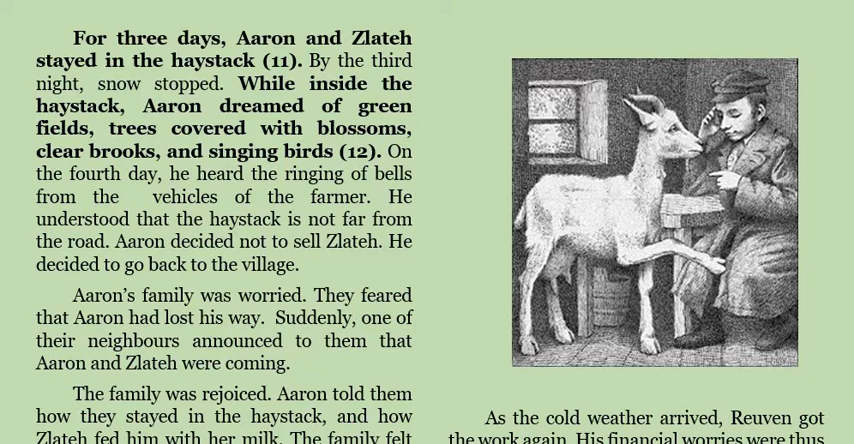 For three days, Aaron and Zlateh
stayed in the haystack (11). By the third
night, snow stopped. While inside the
haystack, Aaron dreamed of green
fields, trees covered with blossoms,
clear brooks, and singing birds (12). On
the fourth day, he heard the ringing of bells
from the vehicles of the farmer. He
understood that the haystack is not far from
the road. Aaron decided not to sell Zlateh. He
decided to go back to the village.
Aaron’s family was worried. They feared
that Aaron had lost his way. Suddenly, one of
their neighbours announced to them that
Aaron and Zlateh were coming.
The family was rejoiced. Aaron told them
how they stayed in the haystack, and how
Zlateh fed him with her milk. The family felt
As the cold weather arrived, Reuven got
the work again. His financial worries were thus